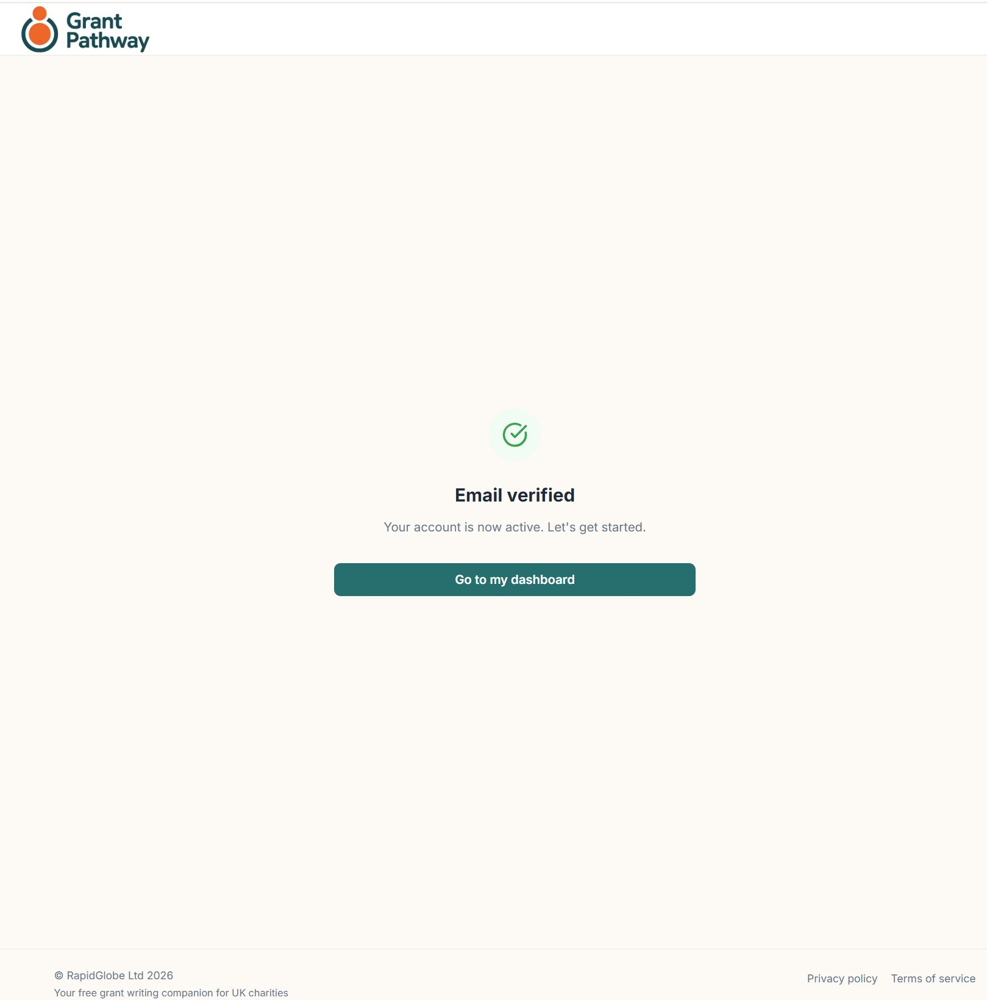 Grant
Pathway
Email verified
Your account is now active. Let's get started.
Go to my dashboard
© RapidGlobe Ltd 2026
Your free grant writing companion for UK charities
Privacy policy
Terms of service